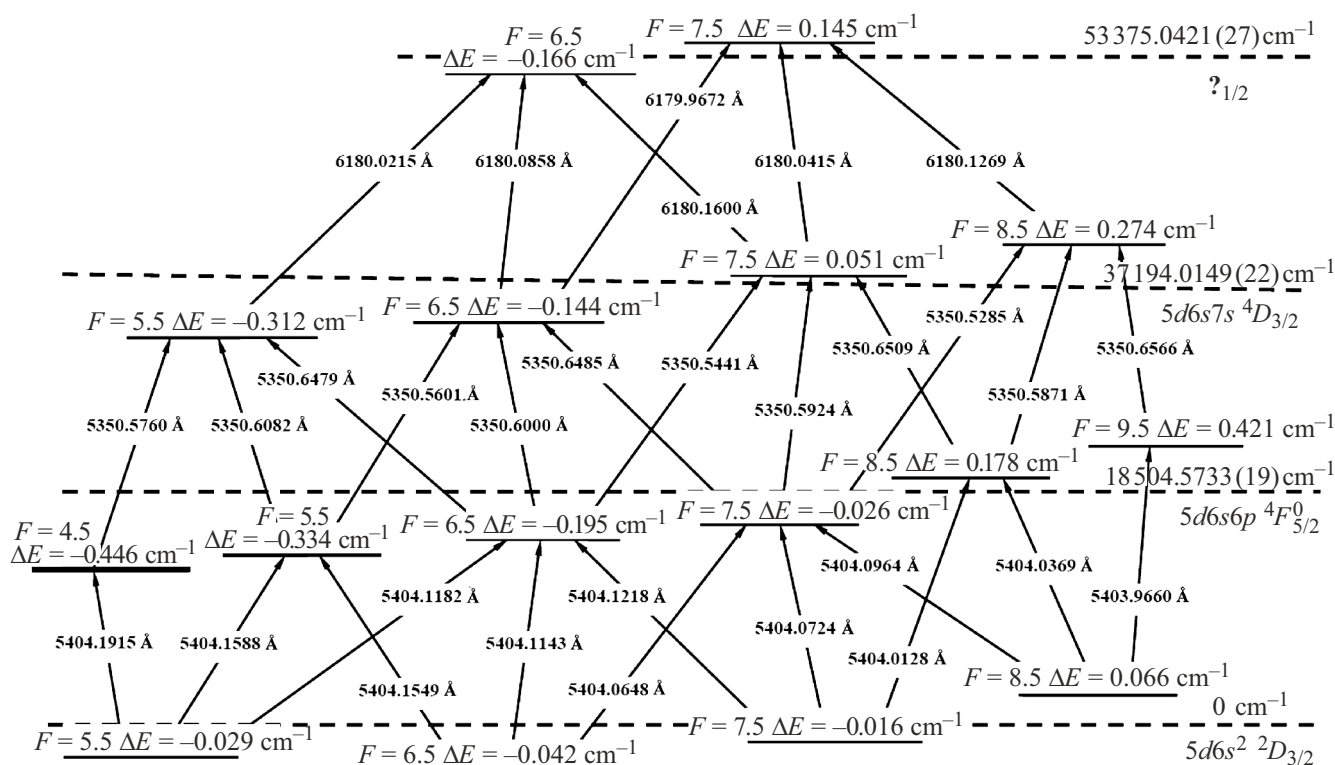 F = 6.5
ΔE = –0.166 cm⁻¹
F = 7.5 ΔE = 0.145 cm⁻¹
53 375.0421 (27) cm⁻¹
?₁/₂
6179.9672 Å
6180.0215 Å
6180.0858 Å
6180.0415 Å
6180.1269 Å
6180.1600 Å
F = 8.5 ΔE = 0.274 cm⁻¹
F = 7.5 ΔE = 0.051 cm⁻¹
37 194.0149 (22) cm⁻¹
5d6s7s ⁴D₃/₂
F = 5.5 ΔE = –0.312 cm⁻¹
F = 6.5 ΔE = –0.144 cm⁻¹
5350.5285 Å
5350.6479 Å
5350.6485 Å
5350.5441 Å
5350.6509 Å
5350.6566 Å
5350.5760 Å
5350.6082 Å
5350.5601 Å
5350.6000 Å
5350.5924 Å
5350.5871 Å
F = 9.5 ΔE = 0.421 cm⁻¹
F = 8.5 ΔE = 0.178 cm⁻¹
18 504.5733 (19) cm⁻¹
5d6s6p ⁴F⁰₅/₂
F = 4.5
ΔE = –0.446 cm⁻¹
F = 5.5
ΔE = –0.334 cm⁻¹
F = 6.5 ΔE = –0.195 cm⁻¹
F = 7.5 ΔE = –0.026 cm⁻¹
5404.1915 Å
5404.1588 Å
5404.1182 Å
5404.1218 Å
5404.0964 Å
5404.0369 Å
5403.9660 Å
5404.1549 Å
5404.1143 Å
5404.0648 Å
5404.0724 Å
5404.0128 Å
F = 8.5 ΔE = 0.066 cm⁻¹
0 cm⁻¹
F = 5.5 ΔE = –0.029 cm⁻¹
F = 6.5 ΔE = –0.042 cm⁻¹
F = 7.5 ΔE = –0.016 cm⁻¹
5d6s² ²D₃/₂